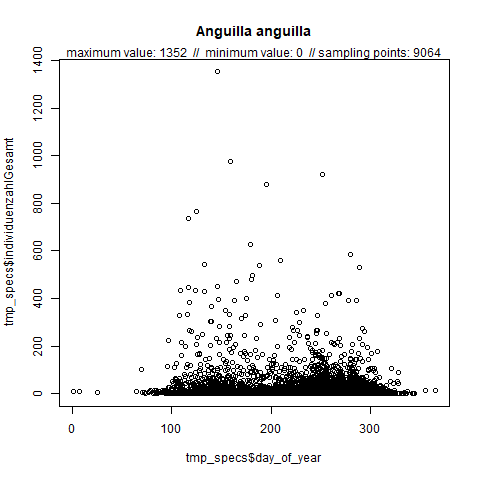 Anguilla anguilla
maximum value: 1352 // minimum value: 0 // sampling points: 9064
1400
1200
1000
800
600
400
200
0
tmp_specs$individuenzahlGesamt
0 100 200 300
tmp_specs$day_of_year